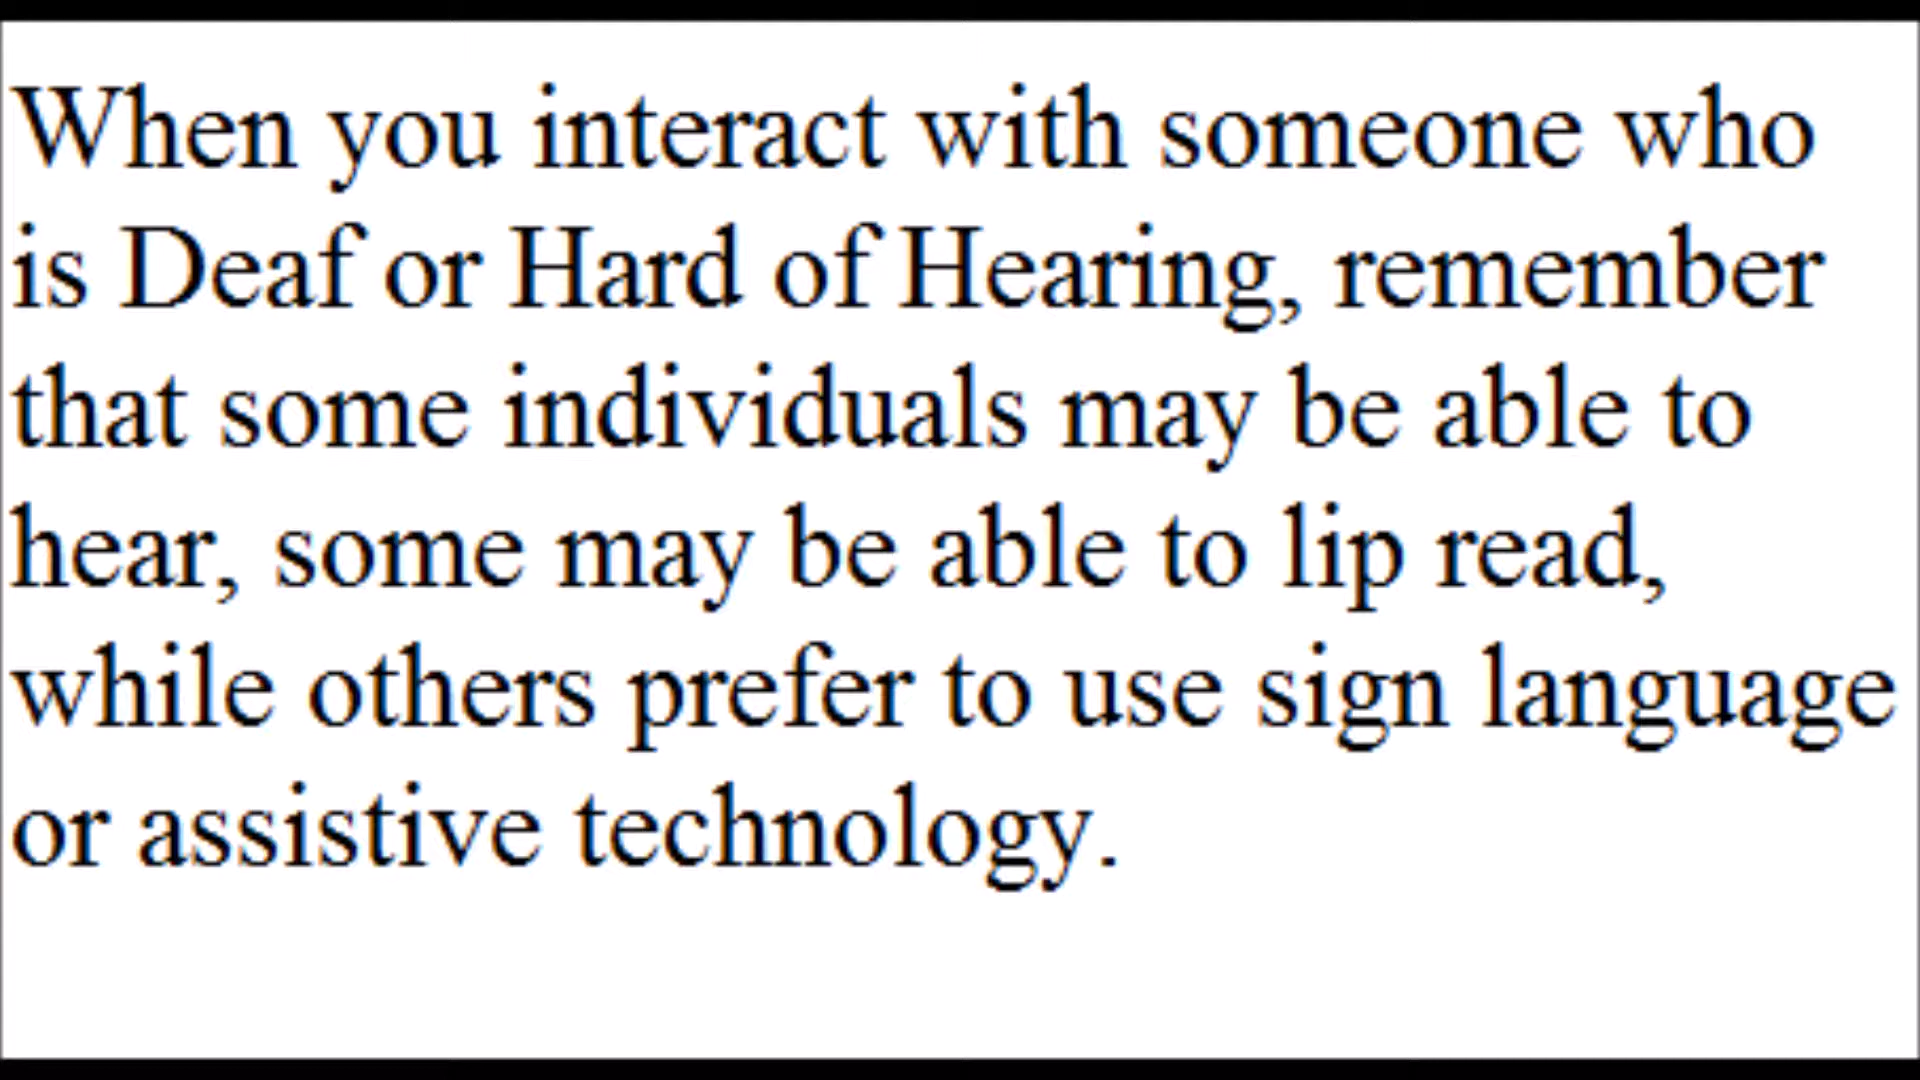 When you interact with someone who
is Deaf or Hard of Hearing, remember
that some individuals may be able to
hear, some may be able to lip read,
while others prefer to use sign language
or assistive technology.